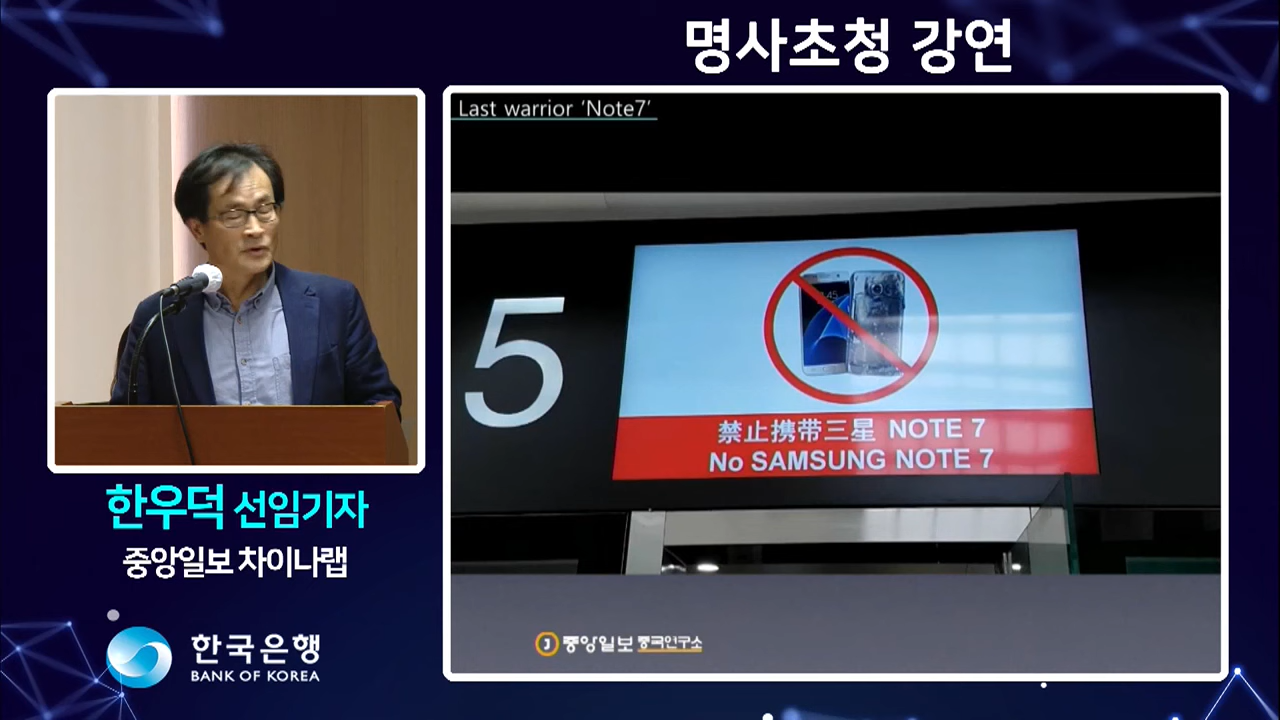 명사초청 강연
Last warrior ‘Note7’
5
禁止携带三星 NOTE 7
No SAMSUNG NOTE 7
중앙일보 중국연구소
한우덕 선임기자
중앙일보 차이나랩
한국은행
BANK OF KOREA